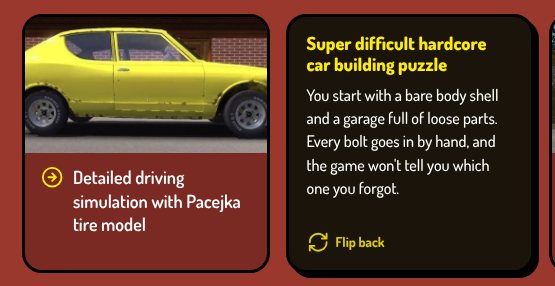 Detailed driving
simulation with Pacejka
tire model
Super difficult hardcore
car building puzzle
You start with a bare body shell
and a garage full of loose parts.
Every bolt goes in by hand, and
the game won't tell you which
one you forgot.
Flip back